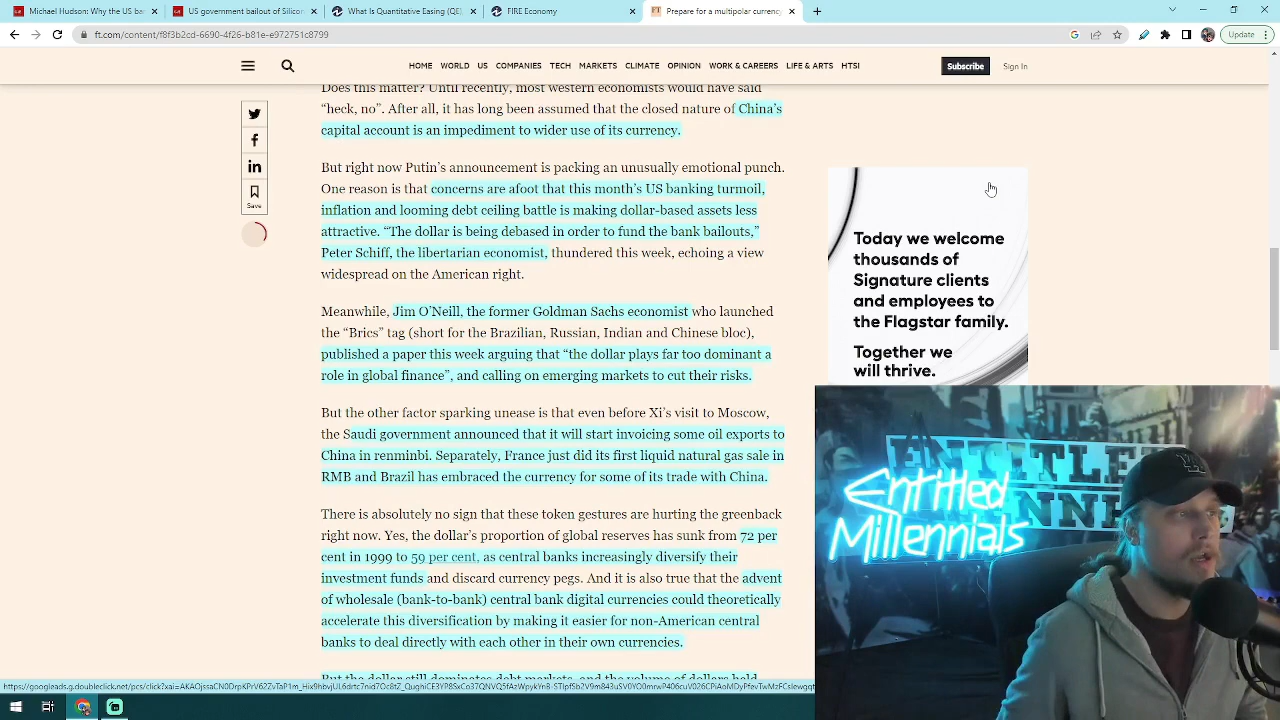 Michael Hudson: Why the US ba
US government bailout of Silicon
What Is Quantitative Easing (QE)
FIRE Economy
Prepare for a multipolar currency
ft.com/content/f8f3b2cd-6690-4f26-b81e-e972751c8799
Update
HOME WORLD US COMPANIES TECH MARKETS CLIMATE OPINION WORK & CAREERS LIFE & ARTS HTSI
Subscribe
Sign In
Does this matter? Until recently, most western economists would have said
“heck, no”. After all, it has long been assumed that the closed nature of China’s
capital account is an impediment to wider use of its currency.
But right now Putin’s announcement is packing an unusually emotional punch.
One reason is that concerns are afoot that this month’s US banking turmoil,
inflation and looming debt ceiling battle is making dollar-based assets less
attractive. “The dollar is being debased in order to fund the bank bailouts,”
Peter Schiff, the libertarian economist, thundered this week, echoing a view
widespread on the American right.
Meanwhile, Jim O’Neill, the former Goldman Sachs economist who launched
the “Brics” tag (short for the Brazilian, Russian, Indian and Chinese bloc),
published a paper this week arguing that “the dollar plays far too dominant a
role in global finance”, and calling on emerging markets to cut their risks.
But the other factor sparking unease is that even before Xi’s visit to Moscow,
the Saudi government announced that it will start invoicing some oil exports to
China in renminbi. Separately, France just did its first liquid natural gas sale in
RMB and Brazil has embraced the currency for some of its trade with China.
There is absolutely no sign that these token gestures are hurting the greenback
right now. Yes, the dollar’s proportion of global reserves has sunk from 72 per
cent in 1999 to 59 per cent, as central banks increasingly diversify their
investment funds and discard currency pegs. And it is also true that the advent
of wholesale (bank-to-bank) central bank digital currencies could theoretically
accelerate this diversification by making it easier for non-American central
banks to deal directly with each other in their own currencies.
But the dollar still dominates debt markets, and the volume of dollars held
Save
Today we welcome
thousands of
Signature clients
and employees to
the Flagstar family.
Together we
will thrive.
Entitled
Millennials